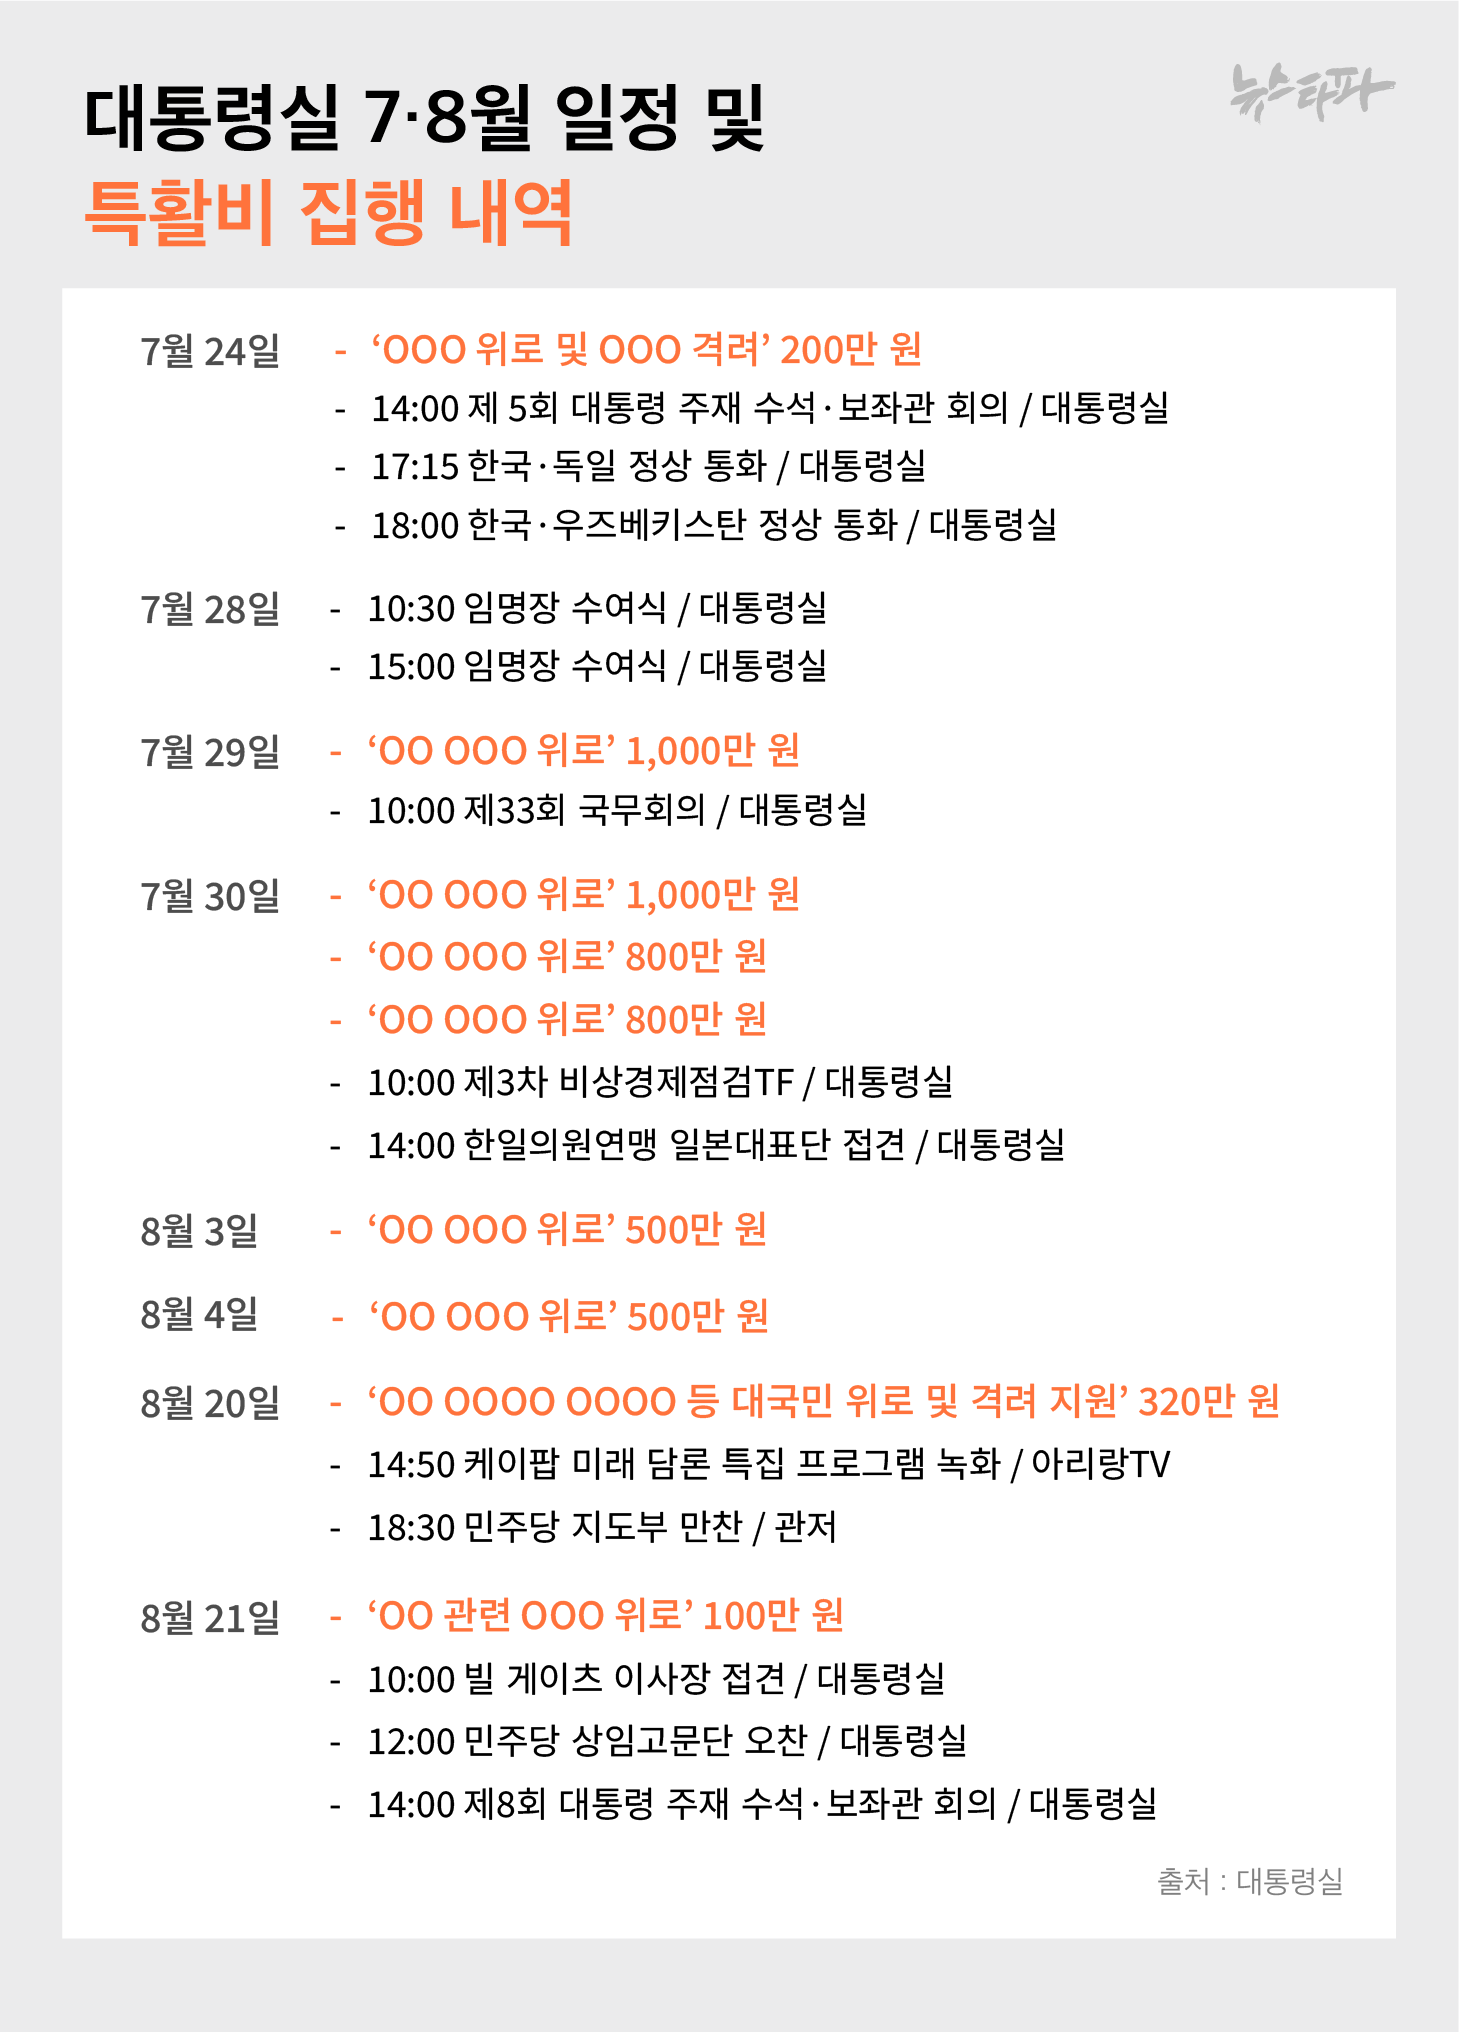 대통령실 7·8월 일정 및
뉴스타파
특활비 집행 내역
7월 24일 - ‘OOO 위로 및 OOO 격려’ 200만 원
- 14:00 제 5회 대통령 주재 수석·보좌관 회의 / 대통령실
- 17:15 한국·독일 정상 통화 / 대통령실
- 18:00 한국·우즈베키스탄 정상 통화 / 대통령실
7월 28일 - 10:30 임명장 수여식 / 대통령실
- 15:00 임명장 수여식 / 대통령실
7월 29일 - ‘OO OOO 위로’ 1,000만 원
- 10:00 제33회 국무회의 / 대통령실
7월 30일 - ‘OO OOO 위로’ 1,000만 원
- ‘OO OOO 위로’ 800만 원
- ‘OO OOO 위로’ 800만 원
- 10:00 제3차 비상경제점검TF / 대통령실
- 14:00 한일의원연맹 일본대표단 접견 / 대통령실
8월 3일 - ‘OO OOO 위로’ 500만 원
8월 4일 - ‘OO OOO 위로’ 500만 원
8월 20일 - ‘OO OOOO OOOO 등 대국민 위로 및 격려 지원’ 320만 원
- 14:50 케이팝 미래 담론 특집 프로그램 녹화 / 아리랑TV
- 18:30 민주당 지도부 만찬 / 관저
8월 21일 - ‘OO 관련 OOO 위로’ 100만 원
- 10:00 빌 게이츠 이사장 접견 / 대통령실
- 12:00 민주당 상임고문단 오찬 / 대통령실
- 14:00 제8회 대통령 주재 수석·보좌관 회의 / 대통령실
출처 : 대통령실